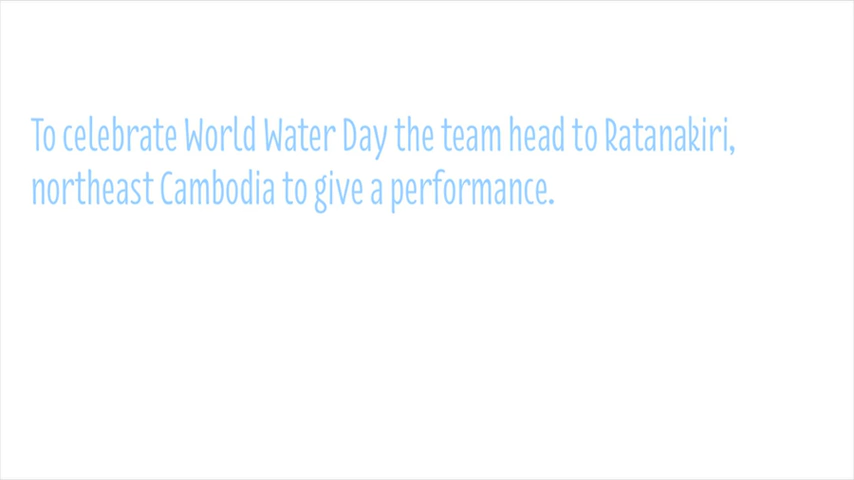 To celebrate World Water Day the team head to Ratanakiri,
northeast Cambodia to give a performance.